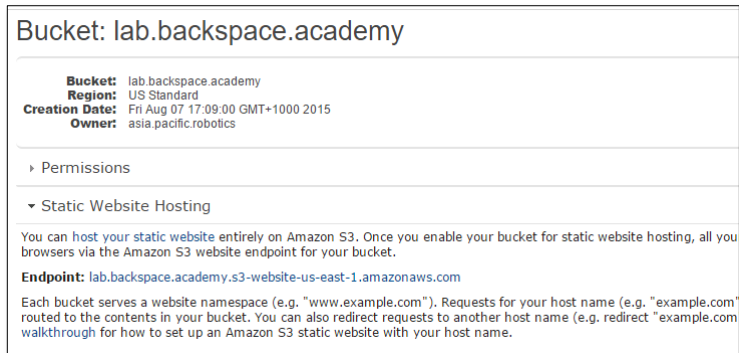 Bucket: lab.backspace.academy
Bucket: lab.backspace.academy
Region: US Standard
Creation Date: Fri Aug 07 17:09:00 GMT+1000 2015
Owner: asia.pacific.robotics
Permissions
Static Website Hosting
You can host your static website entirely on Amazon S3. Once you enable your bucket for static website hosting, all you
browsers via the Amazon S3 website endpoint for your bucket.
Endpoint: lab.backspace.academy.s3-website-us-east-1.amazonaws.com
Each bucket serves a website namespace (e.g. "www.example.com"). Requests for your host name (e.g. "example.com"
routed to the contents in your bucket. You can also redirect requests to another host name (e.g. redirect "example.com
walkthrough for how to set up an Amazon S3 static website with your host name.